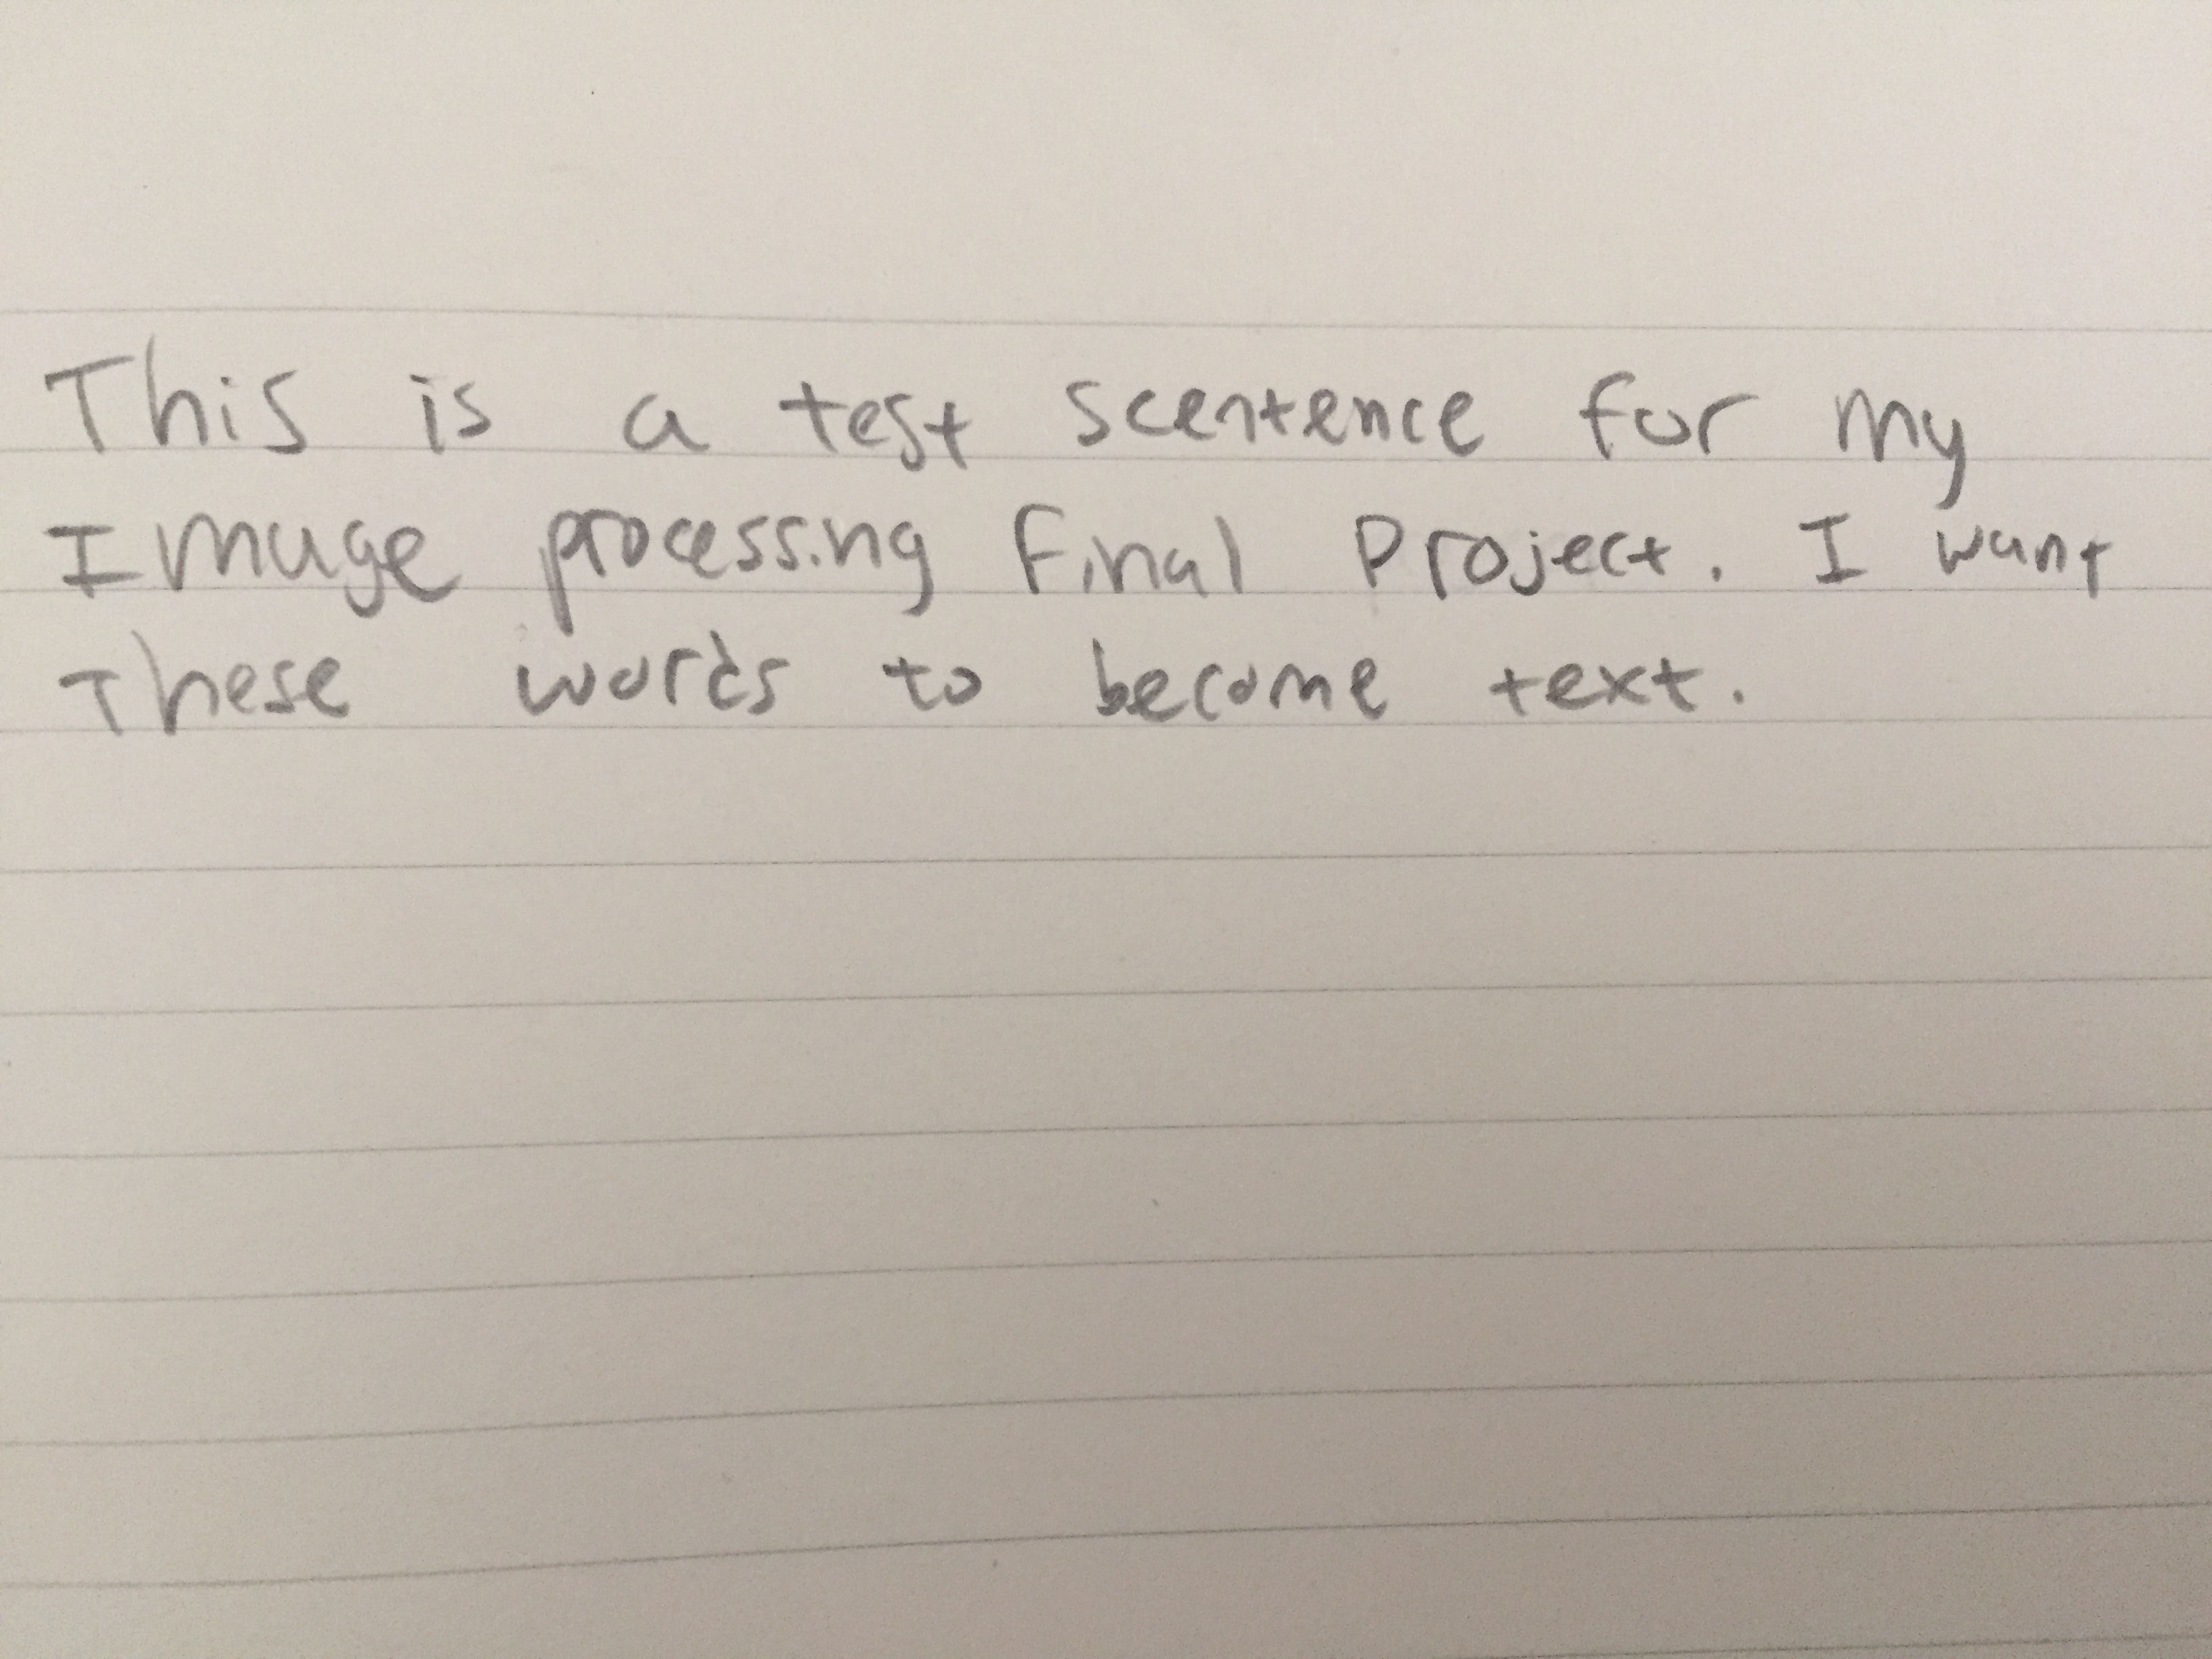 This is a test scentence for my
Image processing final project. I want
These words to become text.